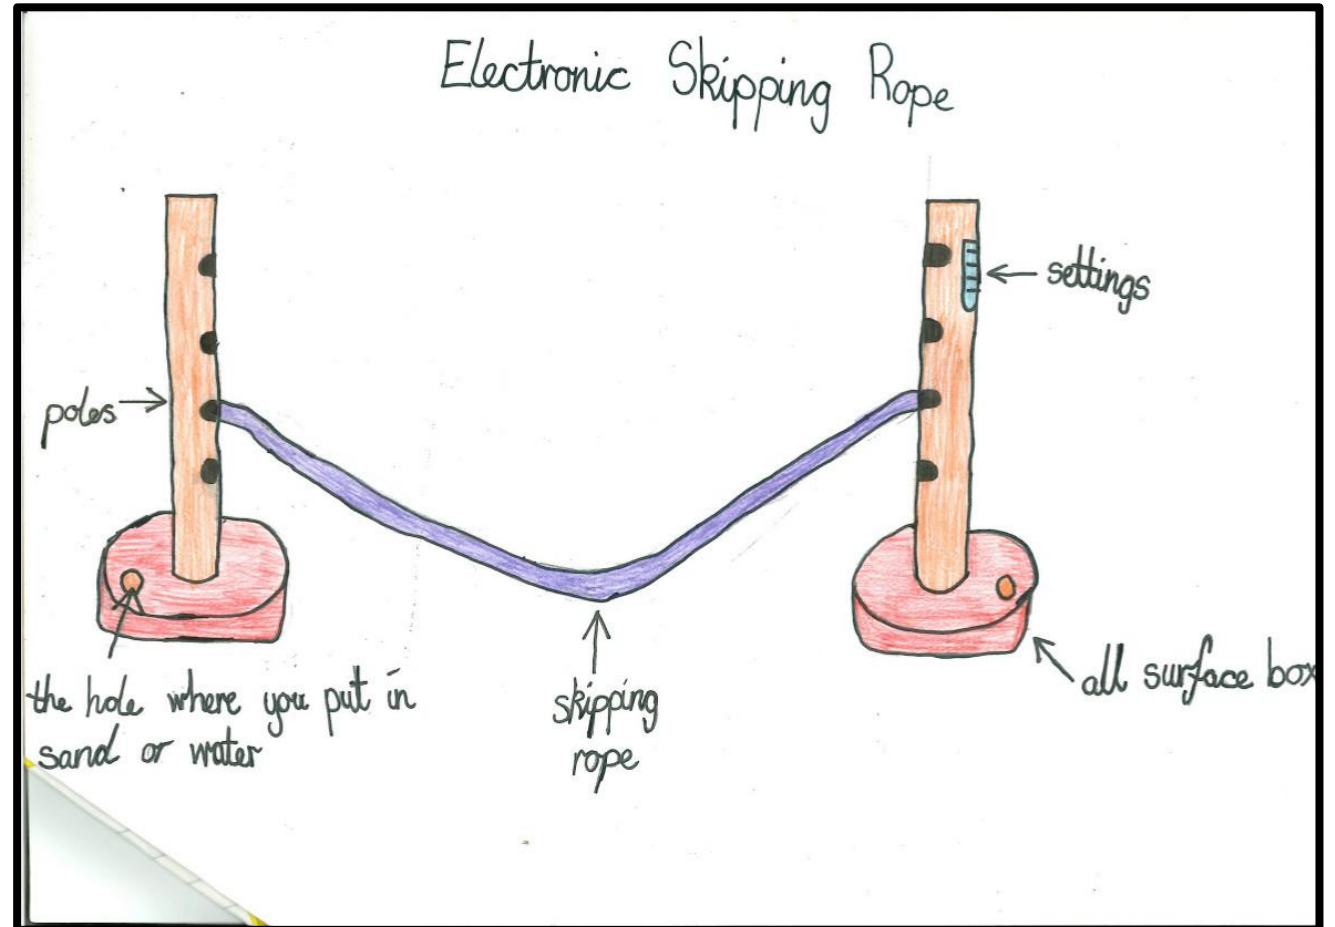 Electronic Skipping Rope
settings
poles
the hole where you put in
sand or water
skipping
rope
all surface box